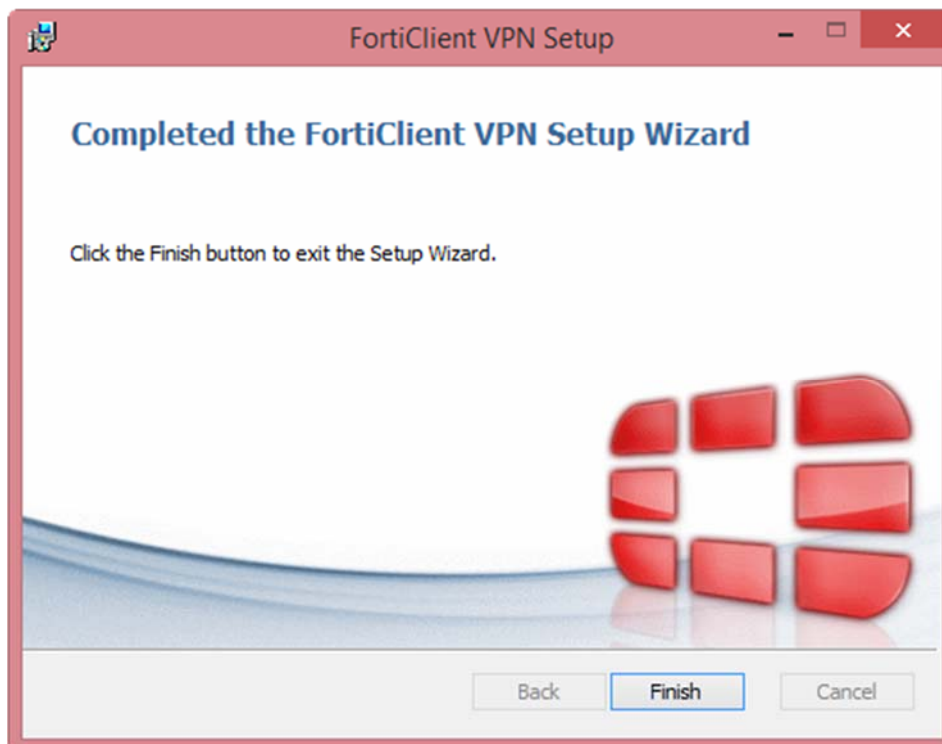 FortiClient VPN Setup
Completed the FortiClient VPN Setup Wizard
Click the Finish button to exit the Setup Wizard.
Back Finish Cancel